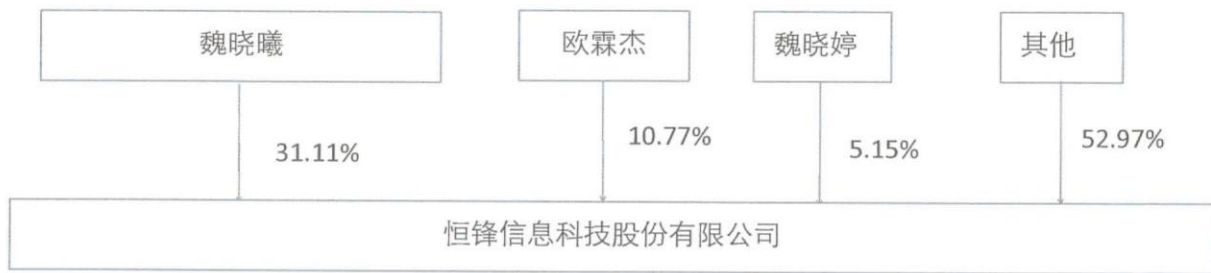 魏晓曦
欧霖杰
魏晓婷
其他
31.11%
10.77%
5.15%
52.97%
恒锋信息科技股份有限公司